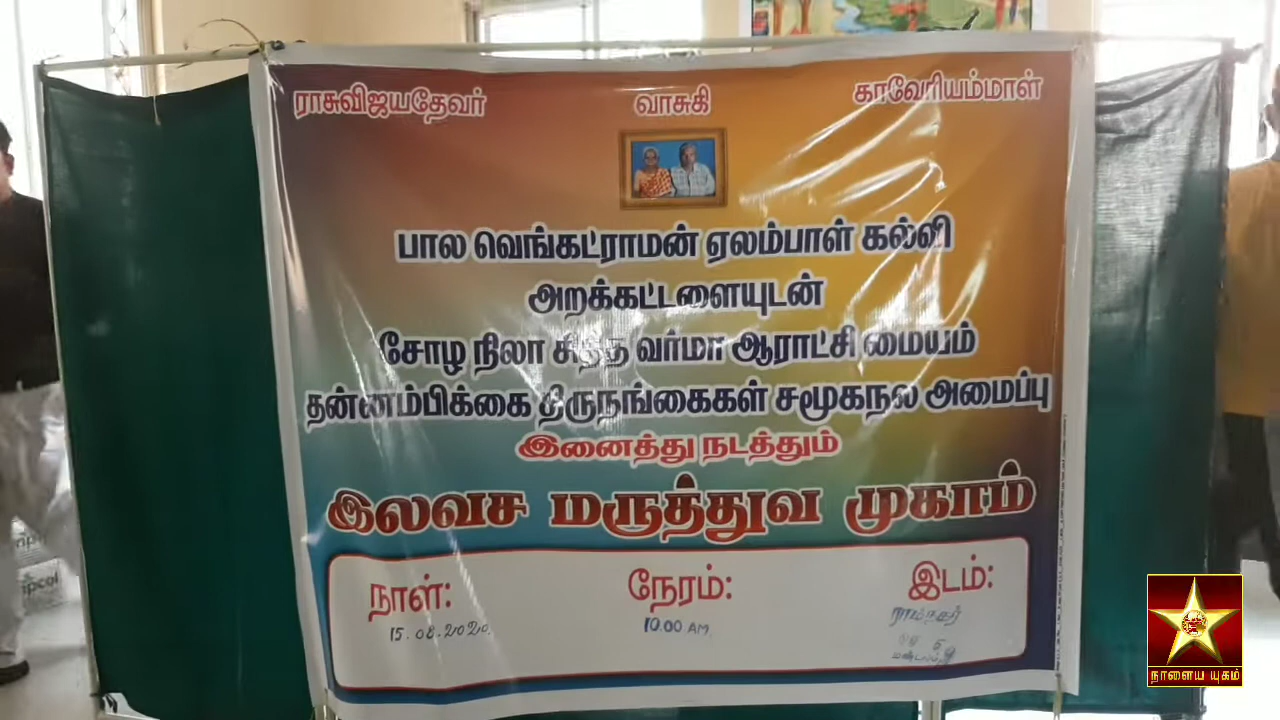 ராசுவிஜயதேவர் வாசுகி காவேரியம்மாள்
பால வெங்கட்ராமன் ஏலம்பாள் கல்வி
அறக்கட்டளையுடன்
சோழ நிலா சித்த வர்மா ஆராட்சி மையம்
தன்னம்பிக்கை திருநங்கைகள் சமூகநல அமைப்பு
இனைத்து நடத்தும்
இலவச மருத்துவ முகாம்
நாள்: நேரம்: இடம்:
15.08.2020 10.00 AM ராம்நகர்
நாளைய யுகம்